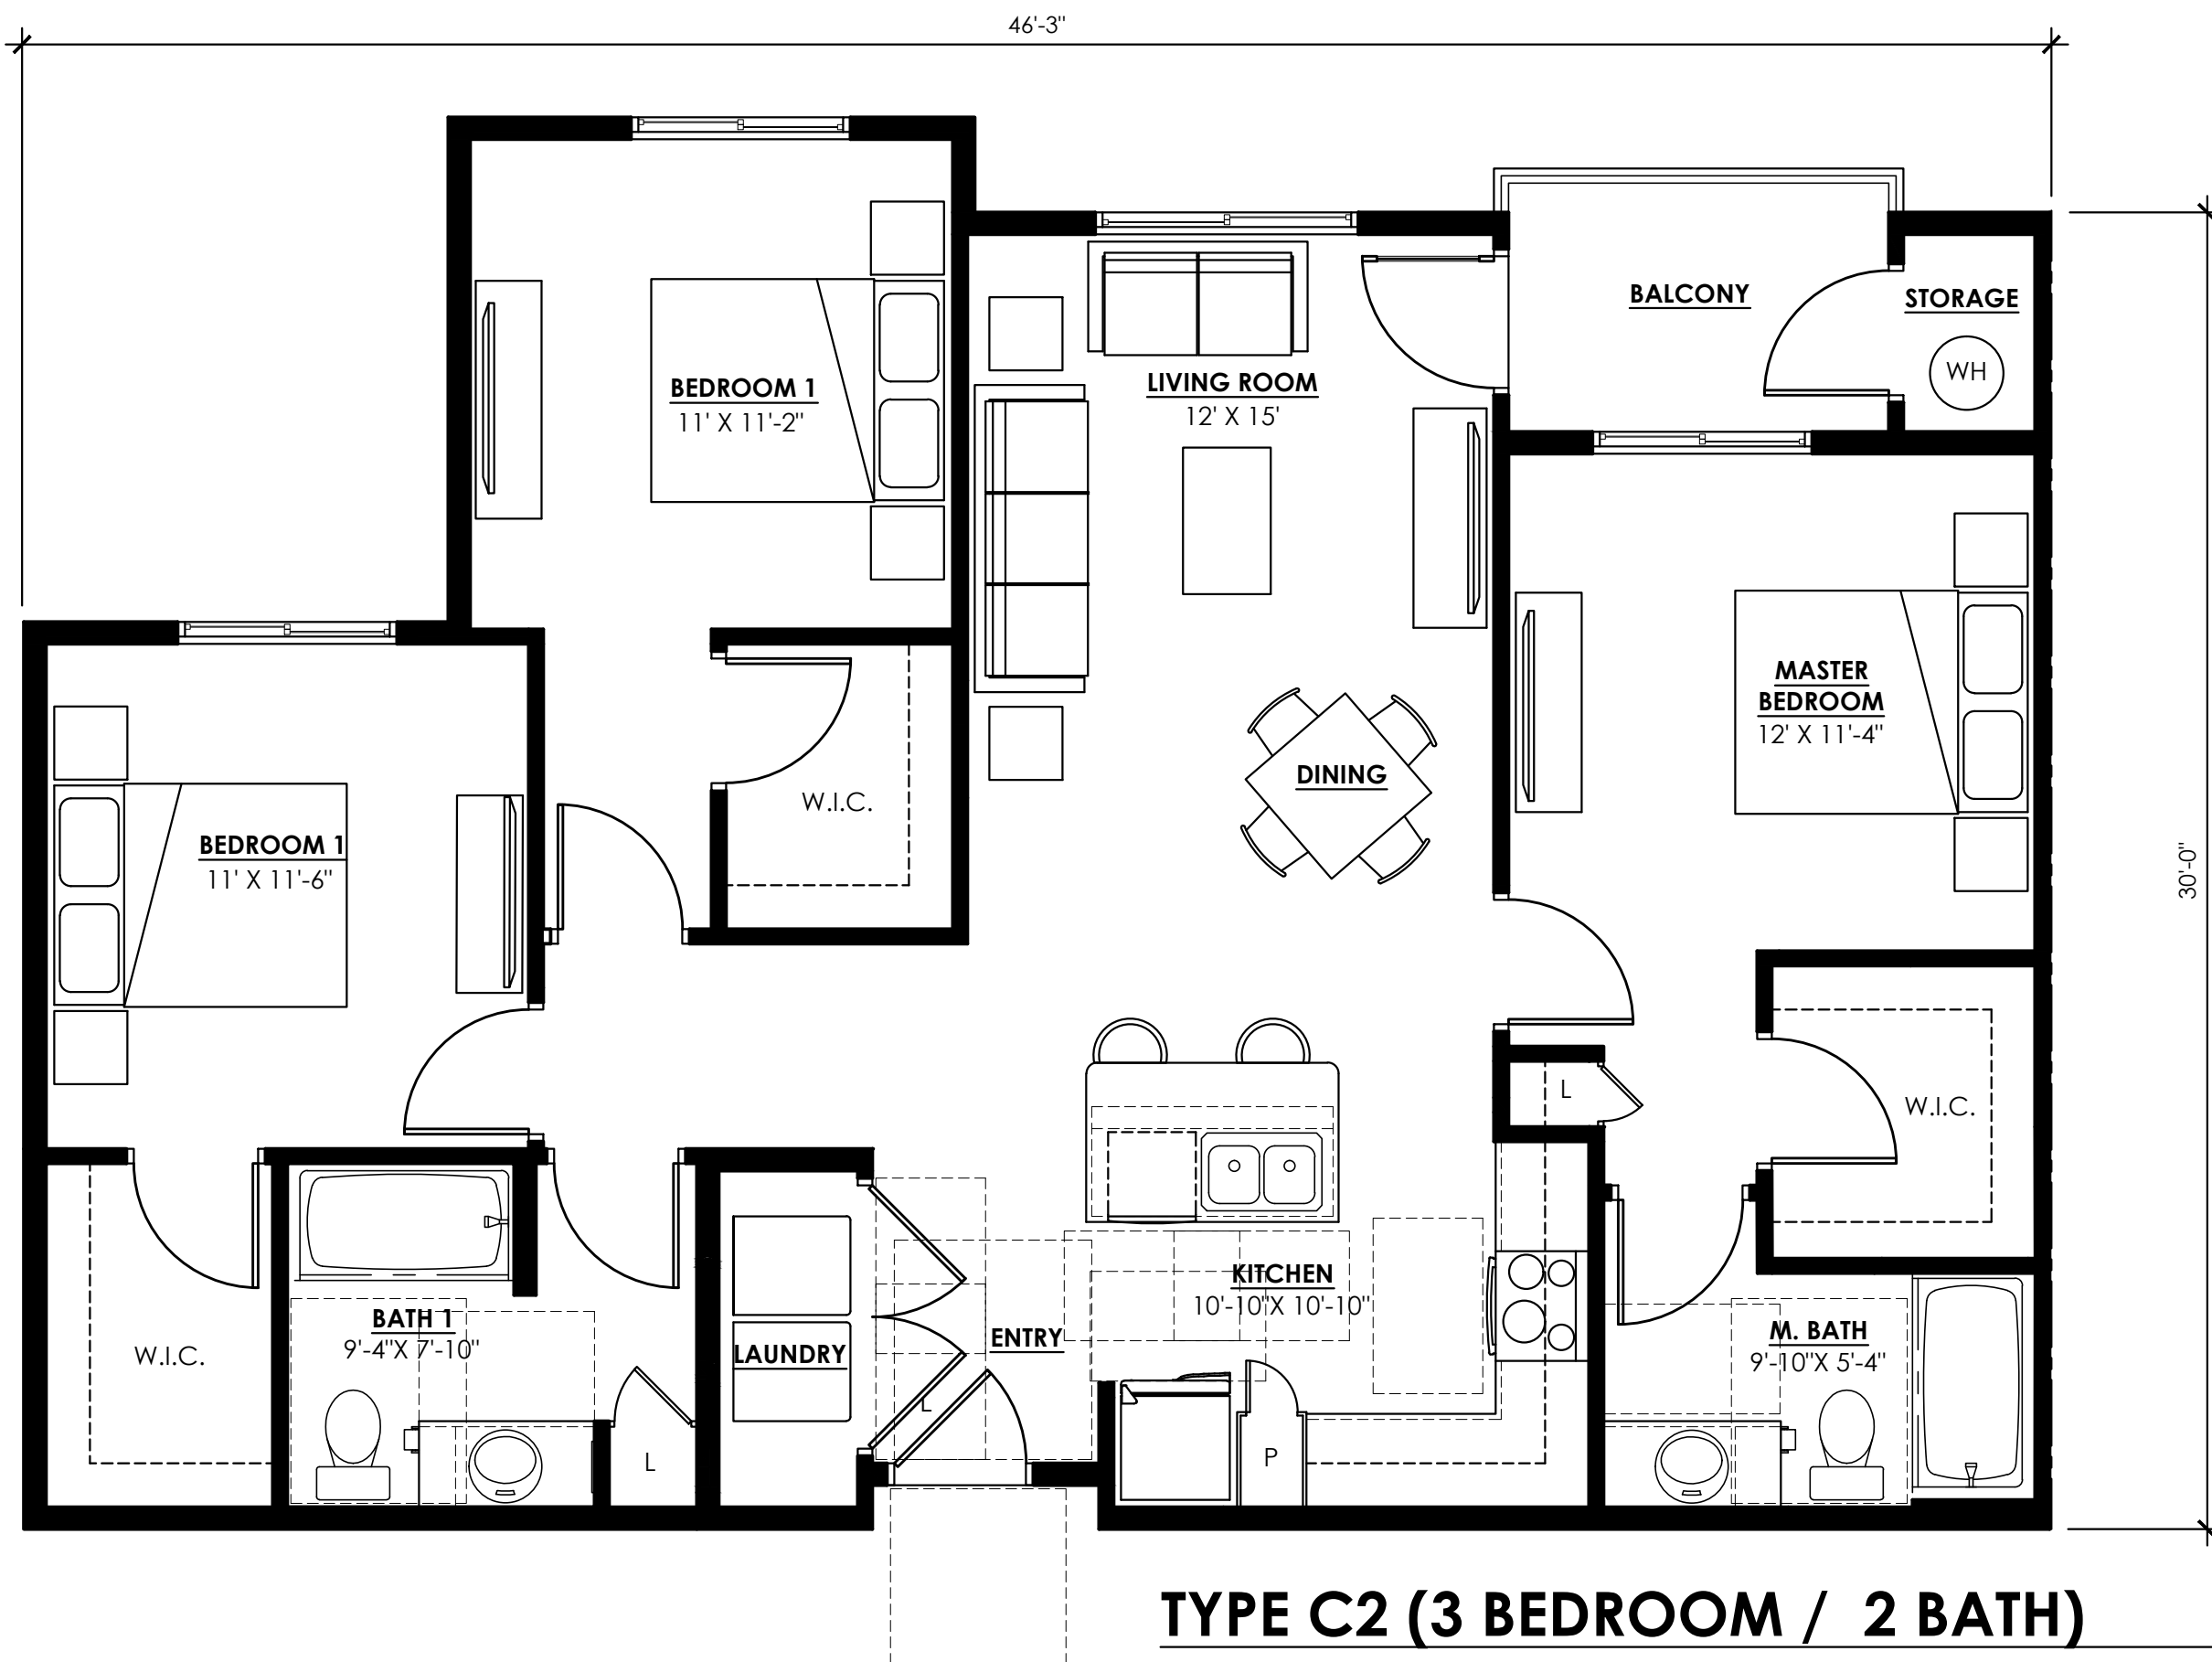 46'-3"
BALCONY
STORAGE
WH
BEDROOM 1
11' X 11'-2"
LIVING ROOM
12' X 15'
MASTER
BEDROOM
12' X 11'-4"
DINING
W.I.C.
BEDROOM 1
11' X 11'-6"
30'-0"
L
W.I.C.
KITCHEN
10'-10"X 10'-10"
BATH 1
9'-4"X 7'-10"
ENTRY
M. BATH
9'-10"X 5'-4"
W.I.C.
LAUNDRY
L
L
P
TYPE C2 (3 BEDROOM / 2 BATH)